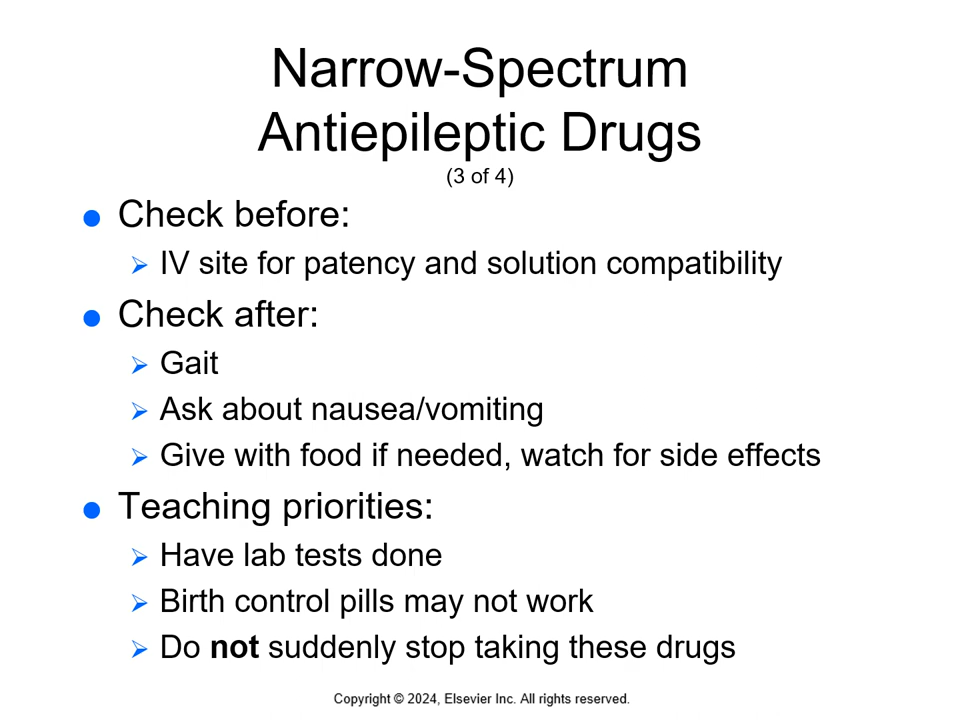 Narrow-Spectrum
Antiepileptic Drugs
(3 of 4)
Check before:
IV site for patency and solution compatibility
Check after:
Gait
Ask about nausea/vomiting
Give with food if needed, watch for side effects
Teaching priorities:
Have lab tests done
Birth control pills may not work
Do not suddenly stop taking these drugs
Copyright © 2024, Elsevier Inc. All rights reserved.